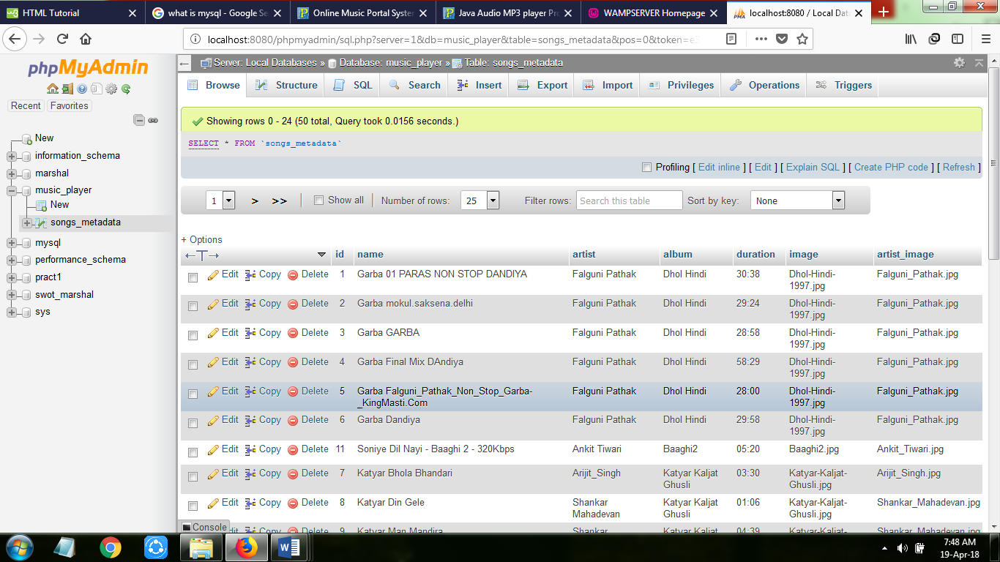 HTML Tutorial
what is mysql - Google Se
Online Music Portal Syster
Java Audio MP3 player Pro
WAMPSERVER Homepage
localhost:8080 / Local Dat
localhost:8080/phpmyadmin/sql.php?server=1&db=music_player&table=songs_metadata&pos=0&token=e
phpMyAdmin
Recent Favorites
New
information_schema
marshal
music_player
New
songs_metadata
mysql
performance_schema
pract1
swot_marshal
sys
Server: Local Databases » Database: music_player » Table: songs_metadata
Browse Structure SQL Search Insert Export Import Privileges Operations Triggers
Showing rows 0 - 24 (50 total, Query took 0.0156 seconds.)
SELECT * FROM `songs_metadata`
Profiling [ Edit inline ] [ Edit ] [ Explain SQL ] [ Create PHP code ] [ Refresh ]
1 > >> Show all Number of rows: 25 Filter rows: Search this table Sort by key: None
+ Options
←T→ id name artist album duration image artist_image
Edit Copy Delete 1 Garba 01 PARAS NON STOP DANDIYA Falguni Pathak Dhol Hindi 30:38 Dhol-Hindi- Falguni_Pathak.jpg
1997.jpg
Edit Copy Delete 2 Garba mokul.saksena.delhi Falguni Pathak Dhol Hindi 29:24 Dhol-Hindi- Falguni_Pathak.jpg
1997.jpg
Edit Copy Delete 3 Garba GARBA Falguni Pathak Dhol Hindi 28:58 Dhol-Hindi- Falguni_Pathak.jpg
1997.jpg
Edit Copy Delete 4 Garba Final Mix DAndiya Falguni Pathak Dhol Hindi 58:29 Dhol-Hindi- Falguni_Pathak.jpg
1997.jpg
Edit Copy Delete 5 Garba Falguni_Pathak_Non_Stop_Garba- Falguni Pathak Dhol Hindi 28:00 Dhol-Hindi- Falguni_Pathak.jpg
_KingMasti.Com 1997.jpg
Edit Copy Delete 6 Garba Dandiya Falguni Pathak Dhol Hindi 29:58 Dhol-Hindi- Falguni_Pathak.jpg
1997.jpg
Edit Copy Delete 11 Soniye Dil Nayi - Baaghi 2 - 320Kbps Ankit Tiwari Baaghi2 05:20 Baaghi2.jpg Ankit_Tiwari.jpg
Edit Copy Delete 7 Katyar Bhola Bhandari Arijit_Singh Katyar Kaljat 03:30 Katyar-Kaljat- Arijit_Singh.jpg
Ghusli Ghusli.jpg
Edit Copy Delete 8 Katyar Din Gele Shankar Katyar Kaljat 01:06 Katyar-Kaljat- Shankar_Mahadevan.jpg
Mahadevan Ghusli Ghusli.jpg
Edit Copy Delete 9 Katyar Man Mandira Shankar Katyar Kaljat 04:39 Katyar-Kaljat- Shankar_Mahadevan.jpg
Console
7:48 AM
19-Apr-18